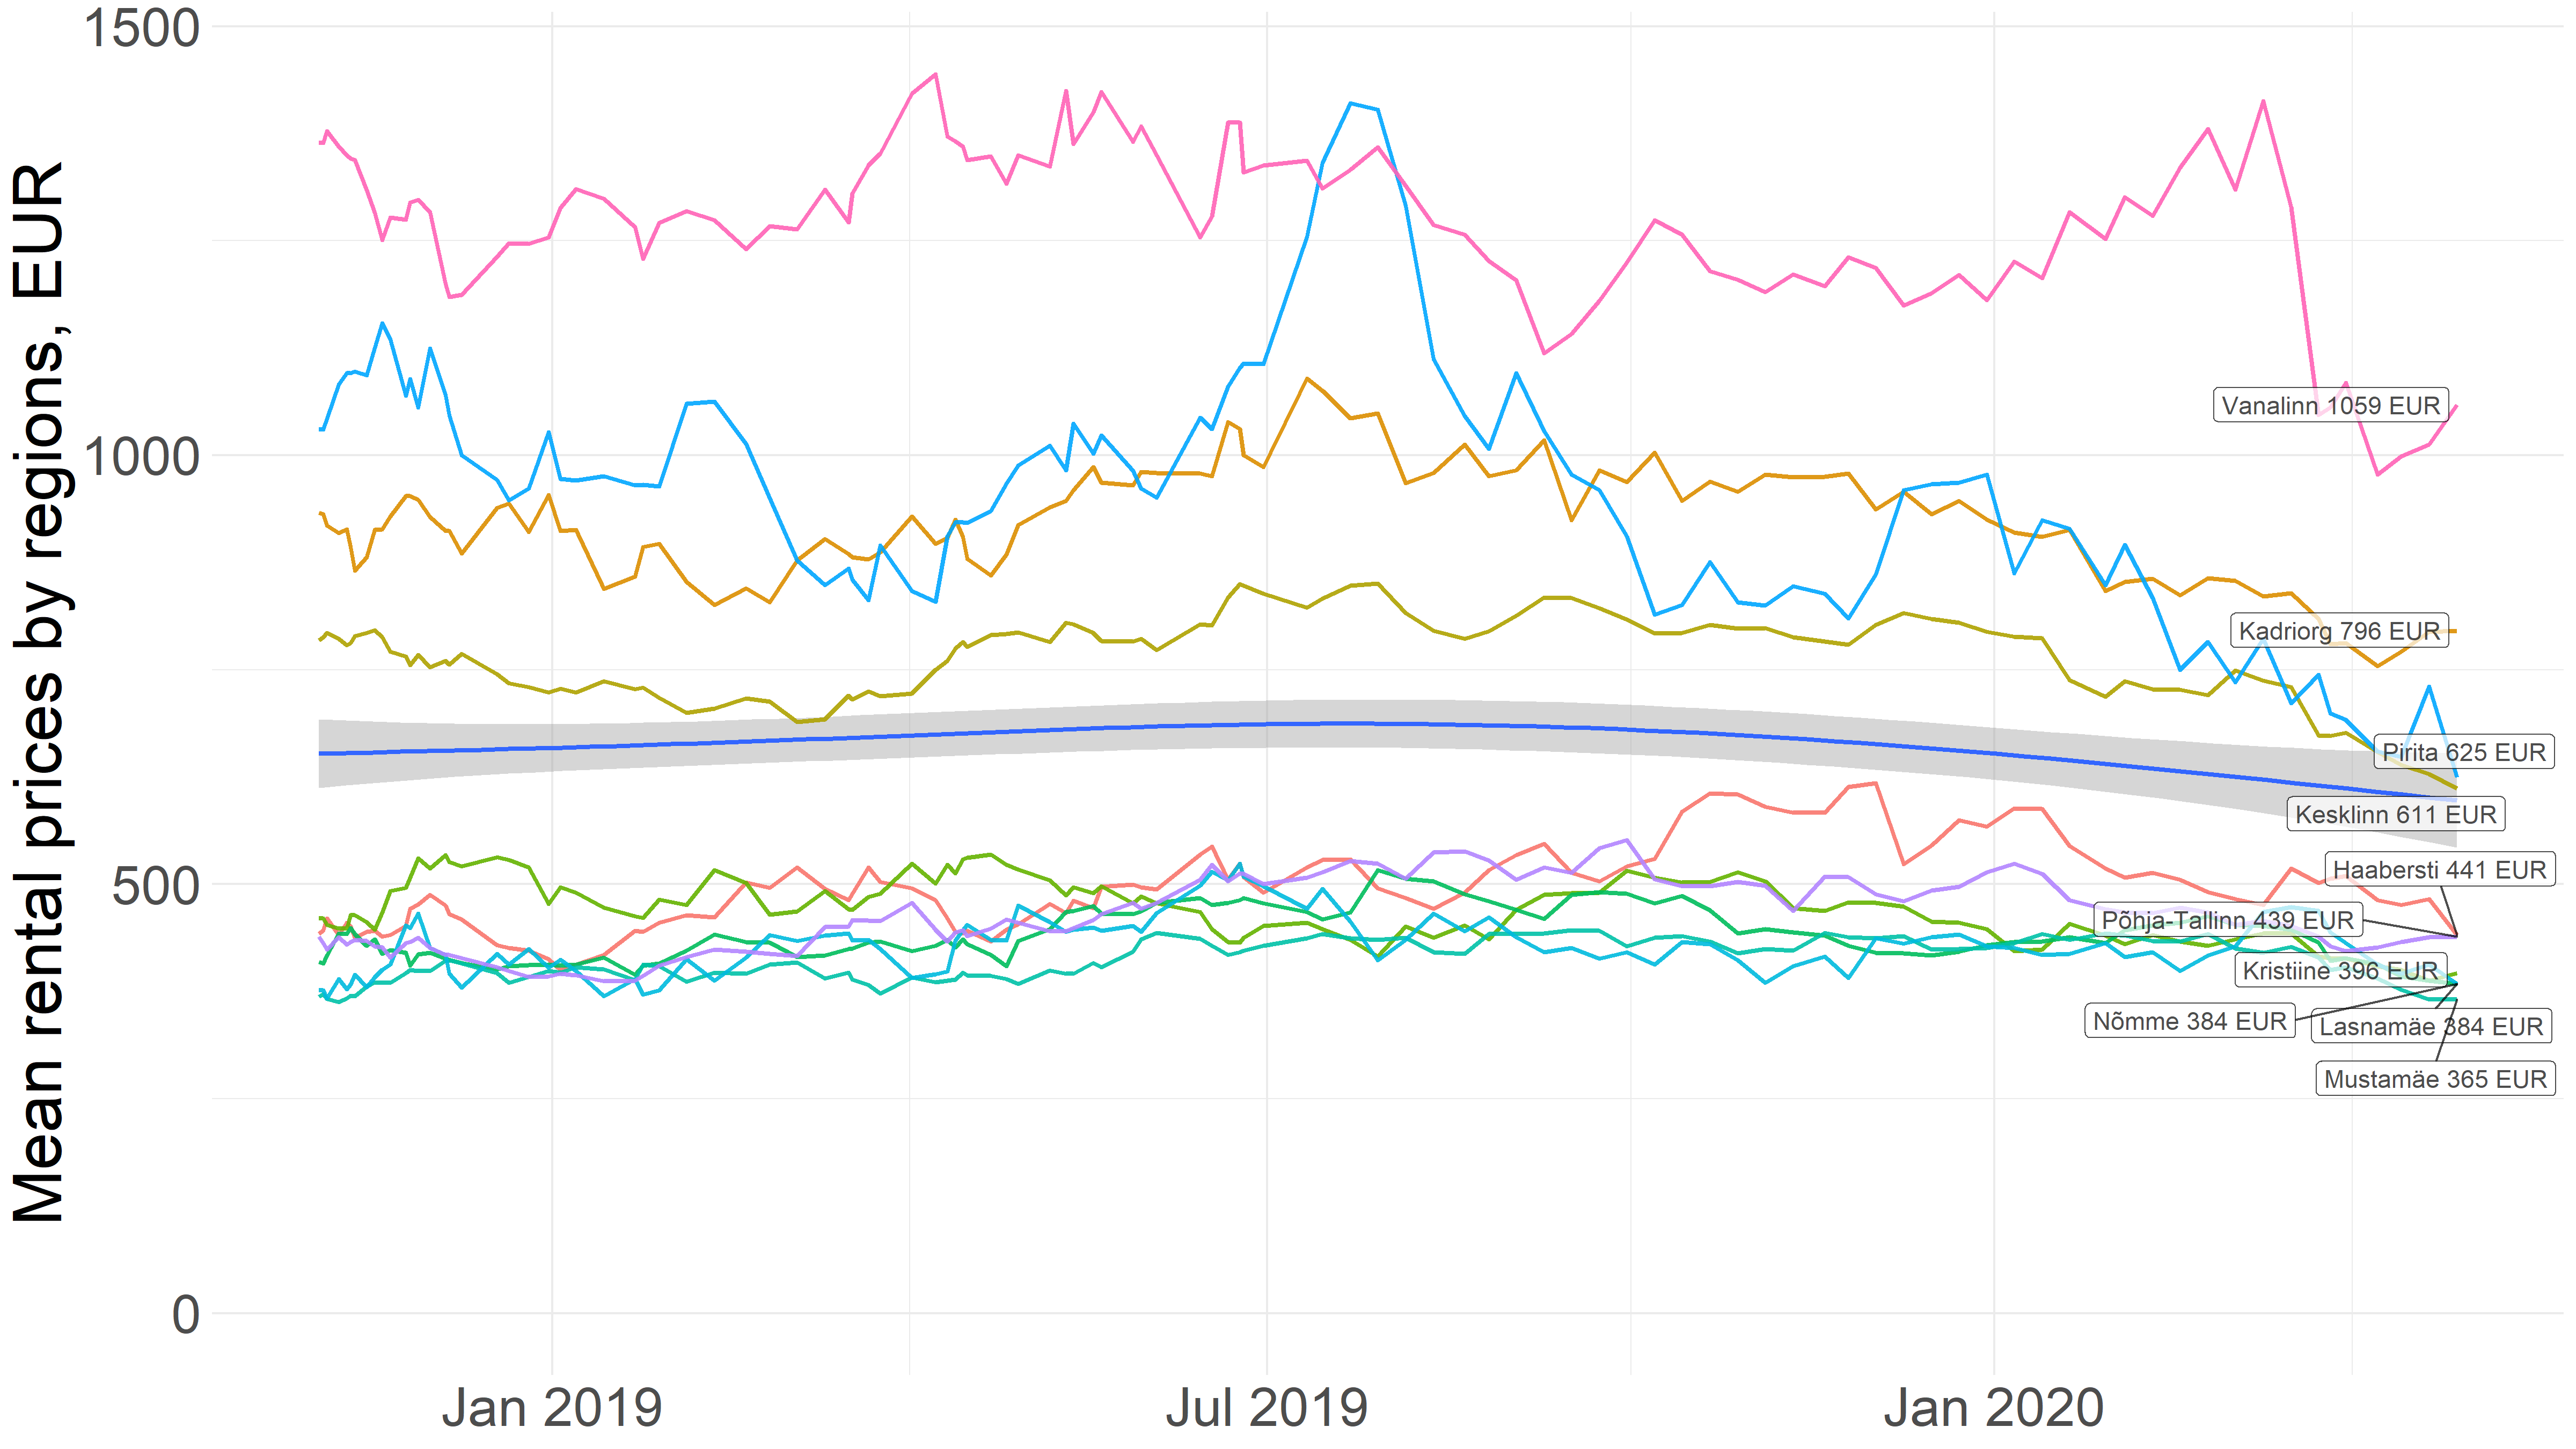 Mean rental prices by regions, EUR
1500
1000
500
0
Vanalinn 1059 EUR
Kadriorg 796 EUR
Pirita 625 EUR
Kesklinn 611 EUR
Haabersti 441 EUR
Põhja-Tallinn 439 EUR
Kristiine 396 EUR
Nõmme 384 EUR
Lasnamäe 384 EUR
Mustamäe 365 EUR
Jan 2019
Jul 2019
Jan 2020